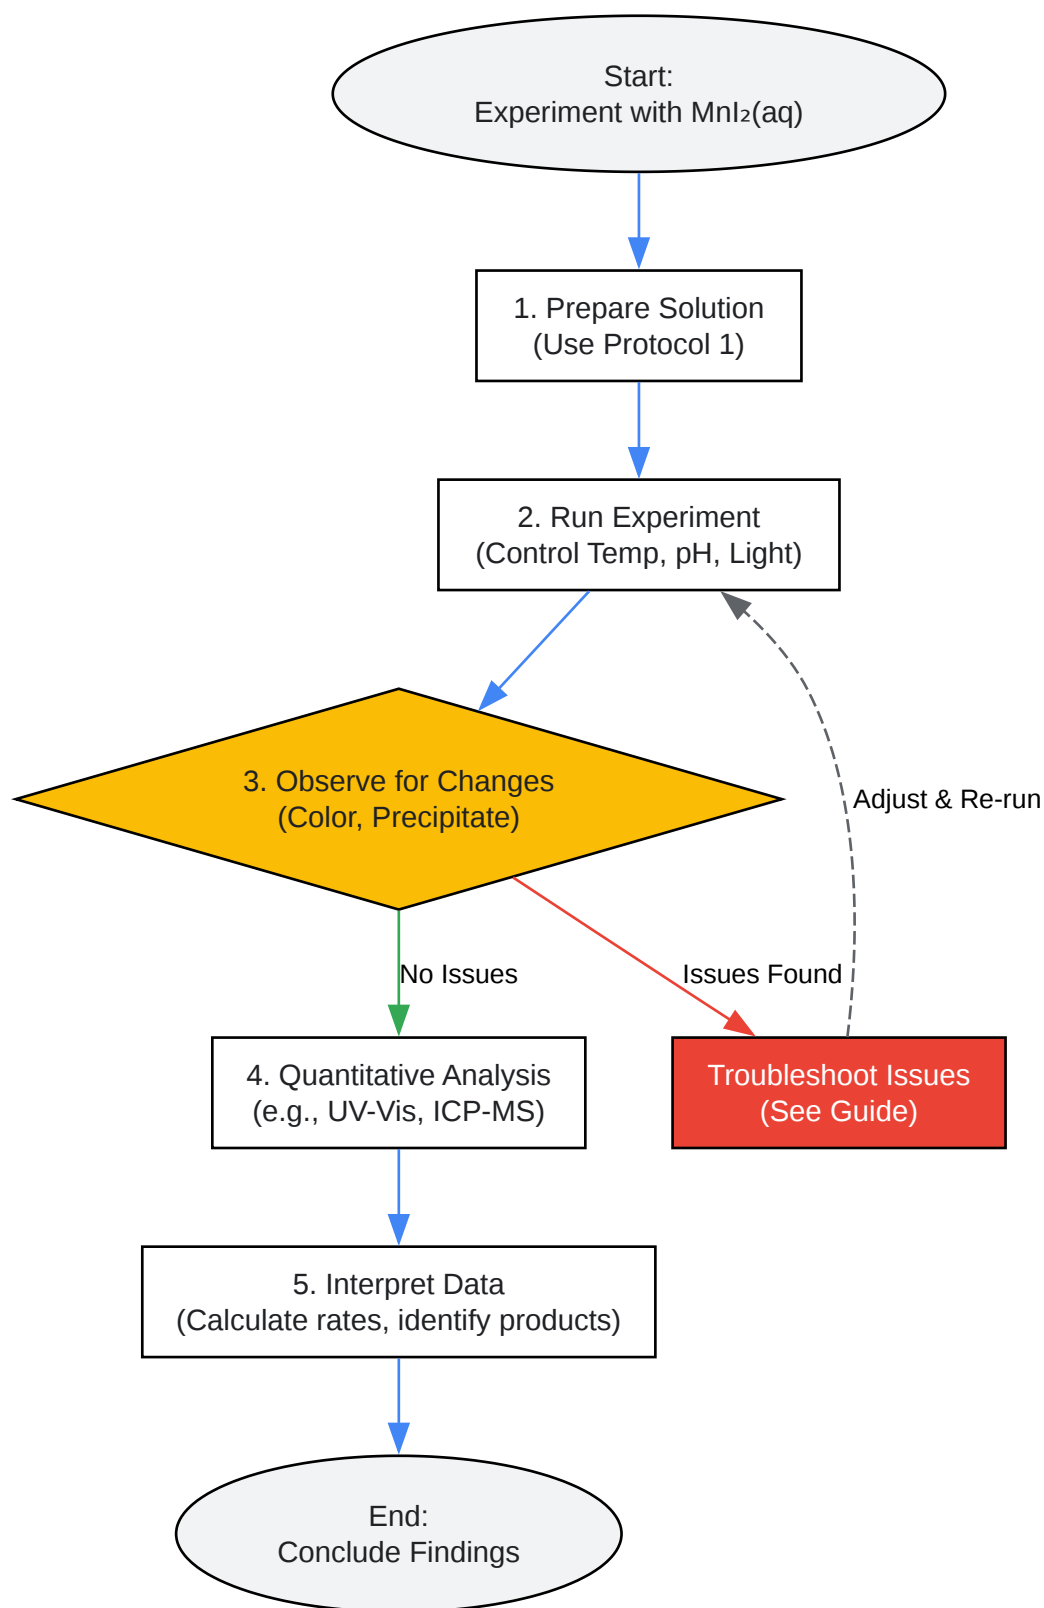 Start:
Experiment with MnI₂(aq)
1. Prepare Solution
(Use Protocol 1)
2. Run Experiment
(Control Temp, pH, Light)
3. Observe for Changes
(Color, Precipitate)
Adjust & Re-run
No Issues
Issues Found
4. Quantitative Analysis
(e.g., UV-Vis, ICP-MS)
Troubleshoot Issues
(See Guide)
5. Interpret Data
(Calculate rates, identify products)
End:
Conclude Findings